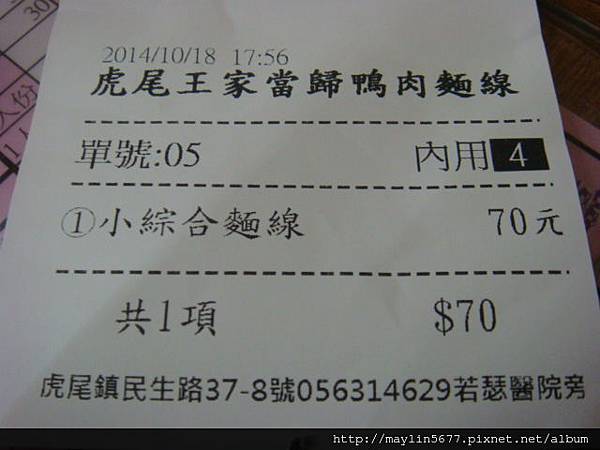 2014/10/18 17:56
虎尾王家當歸鴨肉麵線
單號:05 內用 4
①小綜合麵線 70元
共1項 $70
虎尾鎮民生路37-8號056314629若瑟醫院旁
人份
http://maylin5677.pixnet.net/album